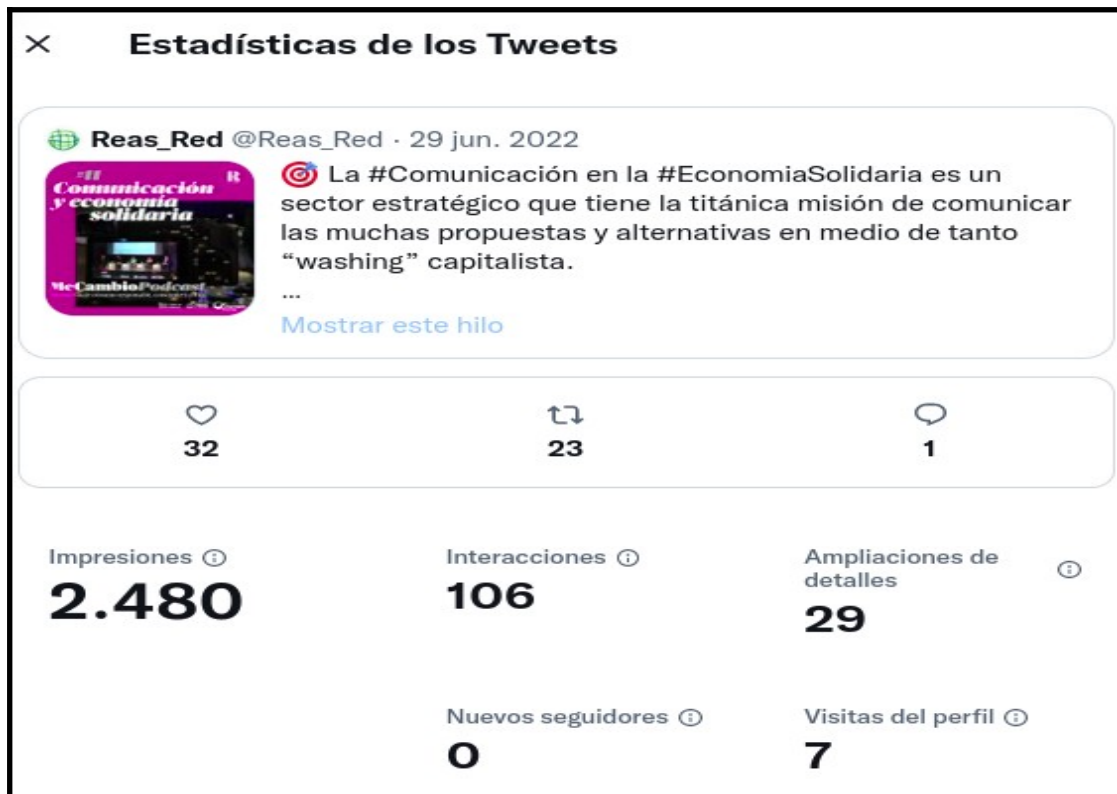 Estadísticas de los Tweets
Reas_Red @Reas_Red · 29 jun. 2022
#11
R
Comunicación
y economía
solidaria
MeCambioPodcast
🎯 La #Comunicación en la #EconomiaSolidaria es un
sector estratégico que tiene la titánica misión de comunicar
las muchas propuestas y alternativas en medio de tanto
“washing” capitalista.
...
Mostrar este hilo
32
23
1
Impresiones
2.480
Interacciones
106
Ampliaciones de
detalles
29
Nuevos seguidores
0
Visitas del perfil
7